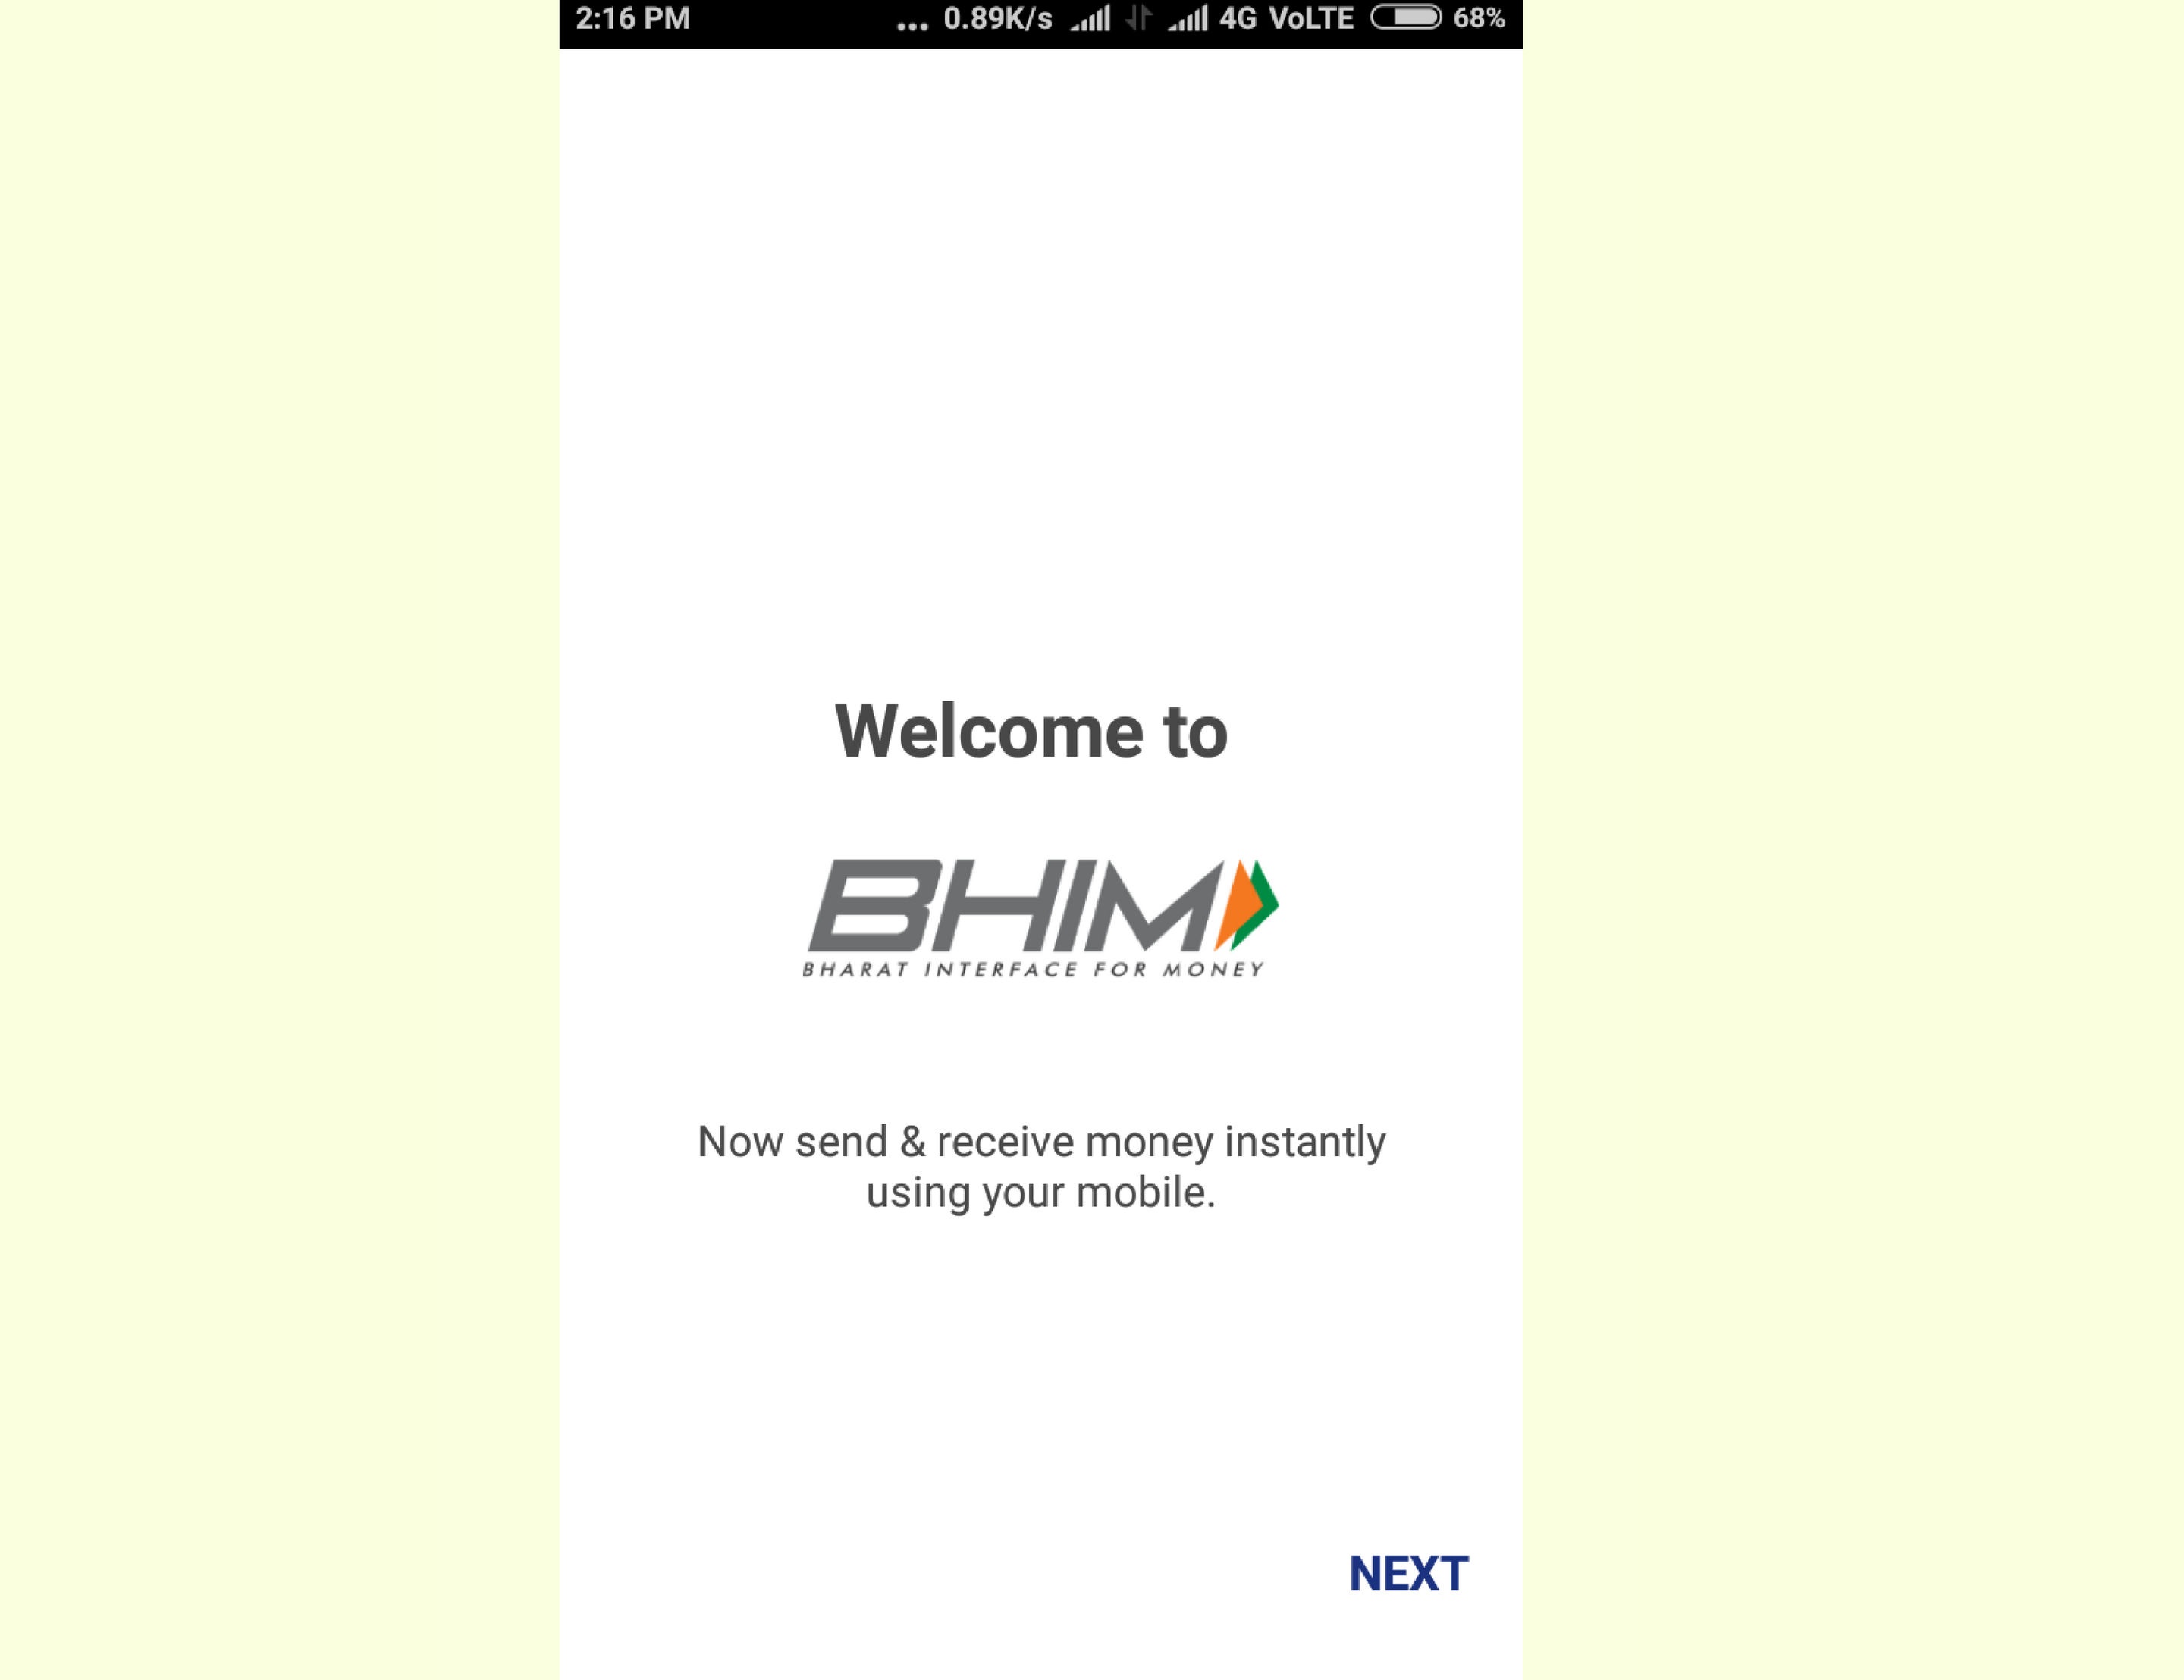 2:16 PM ... 0.89K/s 4G VoLTE 68%
Welcome to
BHIM
BHARAT INTERFACE FOR MONEY
Now send & receive money instantly
using your mobile.
NEXT